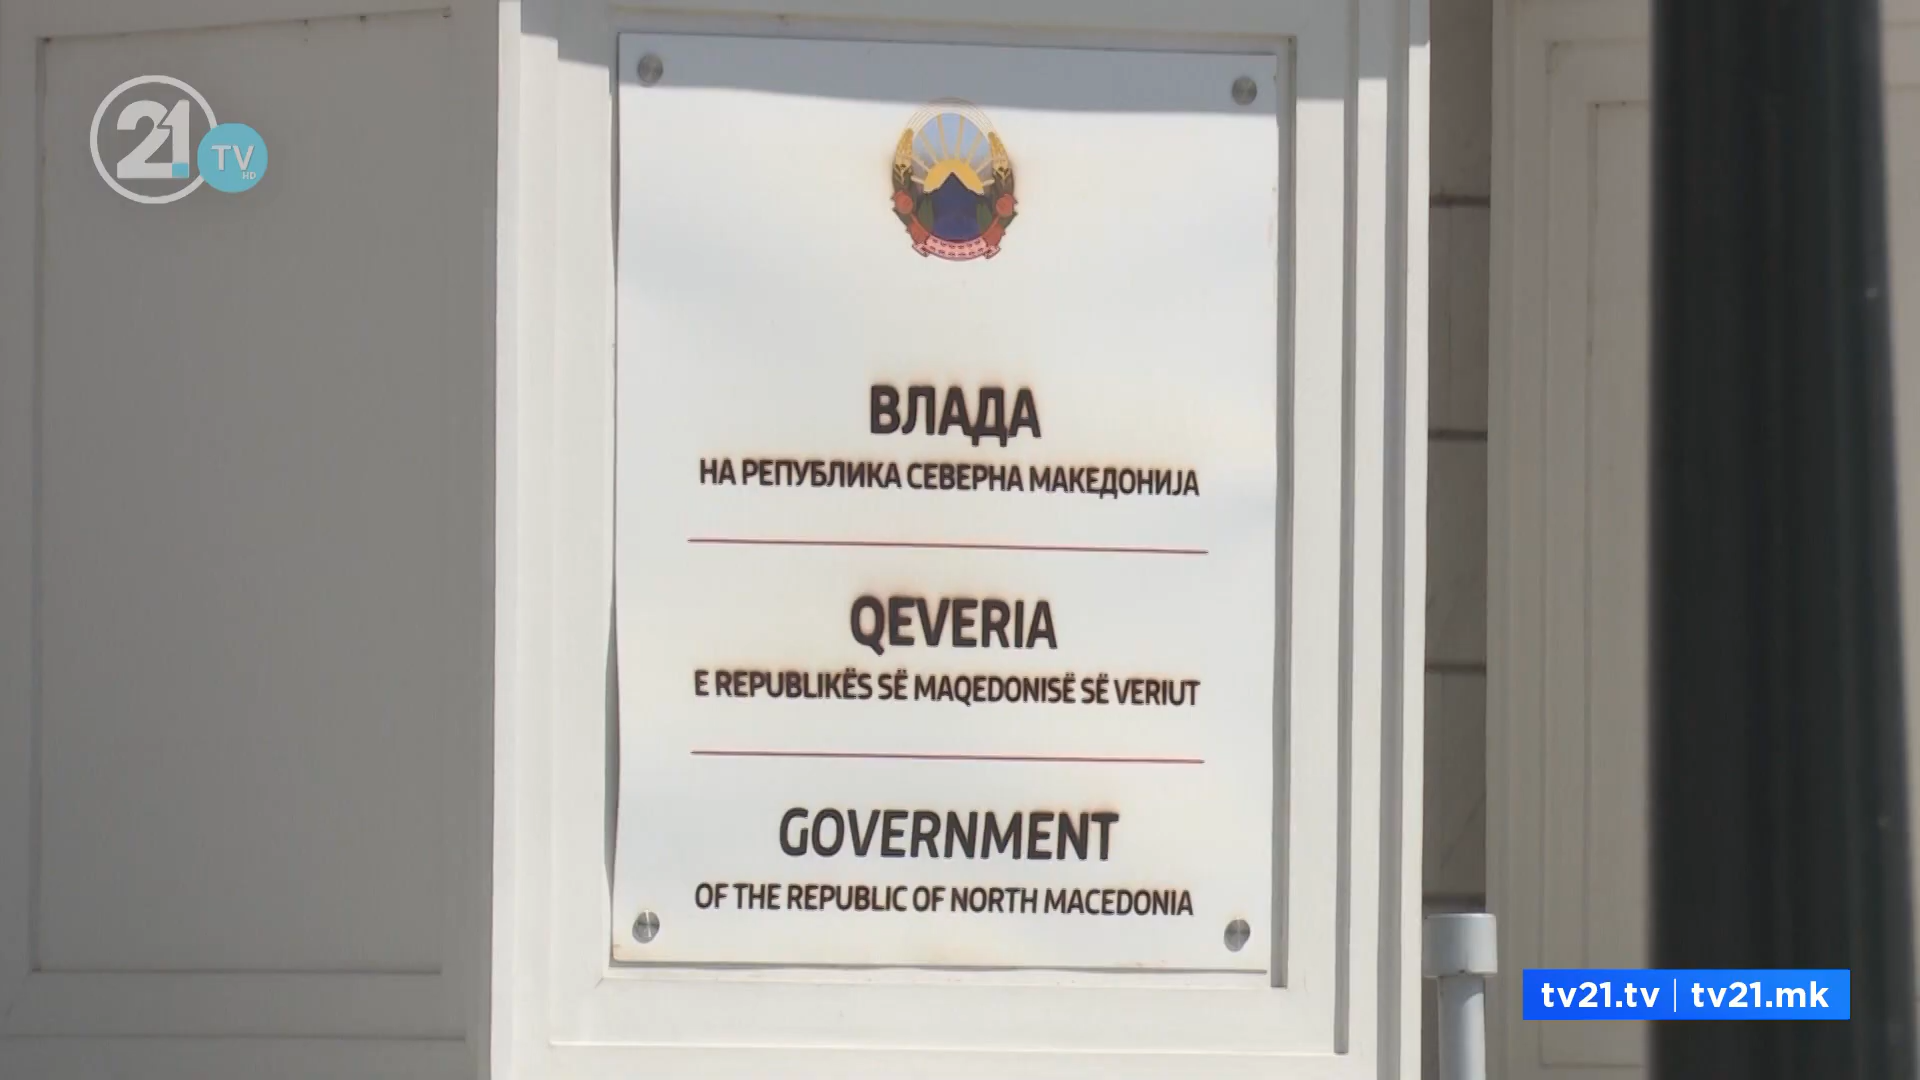 21 TV
HD
ВЛАДА
НА РЕПУБЛИКА СЕВЕРНА МАКЕДОНИЈА
QEVERIA
E REPUBLIKËS SË MAQEDONISË SË VERIUT
GOVERNMENT
OF THE REPUBLIC OF NORTH MACEDONIA
tv21.tv | tv21.mk